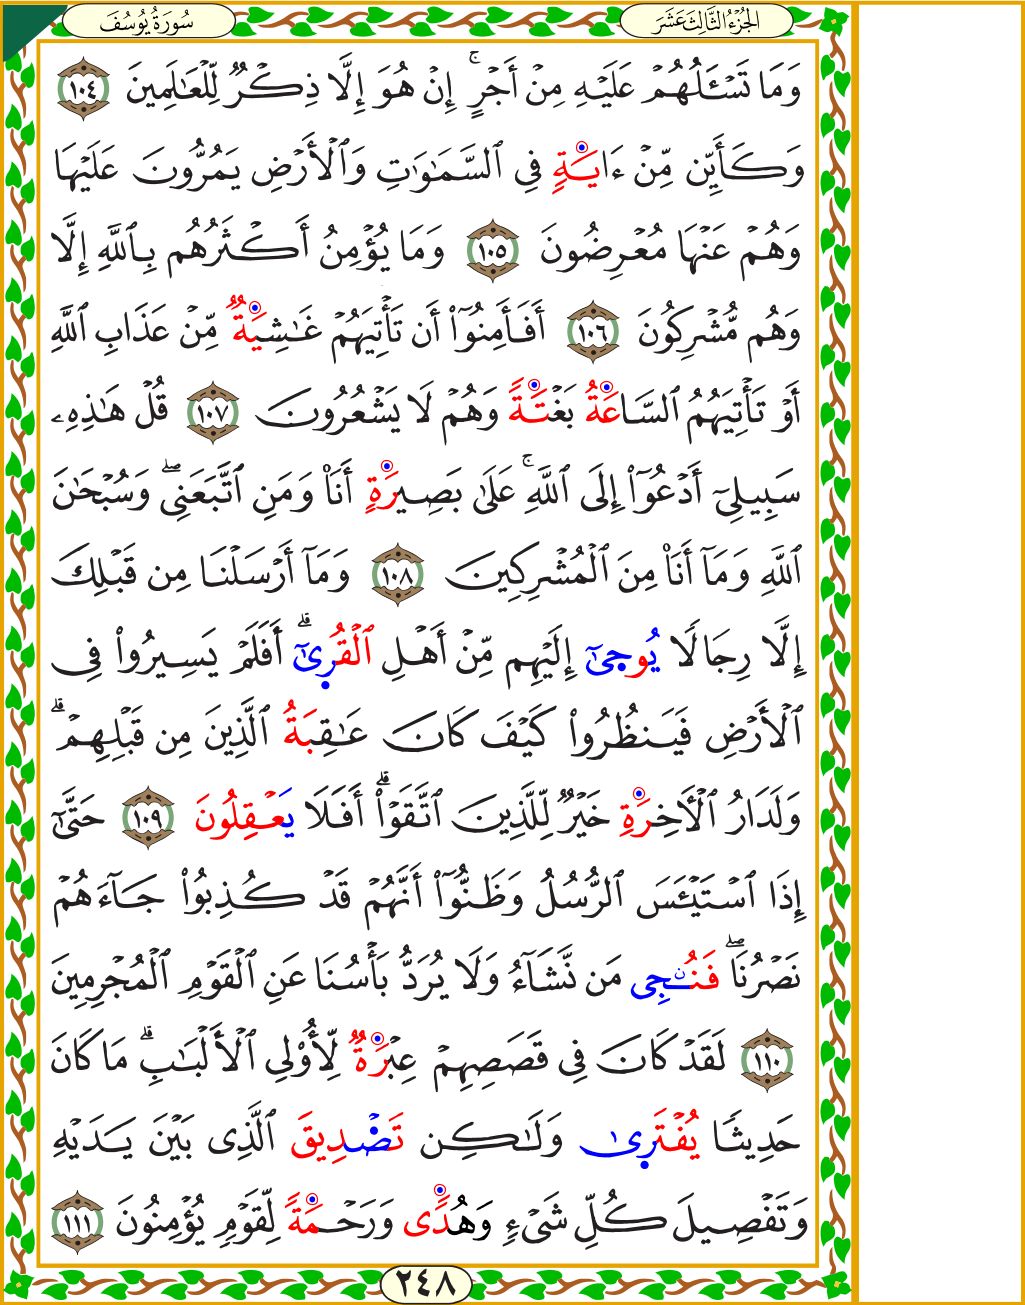 سُورَةُ يُوسُفَ
الجُزْءُ الثَّالِثَ عَشَرَ
وَمَا تَسْـَٔلُهُمْ عَلَيْهِ مِنْ أَجْرٍ ۚ إِنْ هُوَ إِلَّا ذِكْرٌ لِّلْعَـٰلَمِينَ ١٠٤
وَكَأَيِّن مِّنْ ءَايَةٍ فِي ٱلسَّمَـٰوَٰتِ وَٱلْأَرْضِ يَمُرُّونَ عَلَيْهَا
وَهُمْ عَنْهَا مُعْرِضُونَ ١٠٥ وَمَا يُؤْمِنُ أَكْثَرُهُم بِٱللَّهِ إِلَّا
وَهُم مُّشْرِكُونَ ١٠٦ أَفَأَمِنُوٓا۟ أَن تَأْتِيَهُمْ غَـٰشِيَةٌ مِّنْ عَذَابِ ٱللَّهِ
أَوْ تَأْتِيَهُمُ ٱلسَّاعَةُ بَغْتَةً وَهُمْ لَا يَشْعُرُونَ ١٠٧ قُلْ هَـٰذِهِۦ
سَبِيلِىٓ أَدْعُوٓا۟ إِلَى ٱللَّهِ ۚ عَلَىٰ بَصِيرَةٍ أَنَا۠ وَمَنِ ٱتَّبَعَنِى ۖ وَسُبْحَـٰنَ
ٱللَّهِ وَمَآ أَنَا۠ مِنَ ٱلْمُشْرِكِينَ ١٠٨ وَمَآ أَرْسَلْنَا مِن قَبْلِكَ
إِلَّا رِجَالًا يُوحَىٰٓ إِلَيْهِم مِّنْ أَهْلِ ٱلْقُرَىٰٓ ۗ أَفَلَمْ يَسِيرُوا۟ فِى
ٱلْأَرْضِ فَيَنظُرُوا۟ كَيْفَ كَانَ عَـٰقِبَةُ ٱلَّذِينَ مِن قَبْلِهِمْ ۗ
وَلَدَارُ ٱلْأَخِرَةِ خَيْرٌ لِّلَّذِينَ ٱتَّقَوْا۟ ۗ أَفَلَا يَعْقِلُونَ ١٠٩ حَتَّىٰٓ
إِذَا ٱسْتَيْـَٔسَ ٱلرُّسُلُ وَظَنُّوٓا۟ أَنَّهُمْ قَدْ كُذِبُوا۟ جَآءَهُمْ
نَصْرُنَا ۖ فَنُـۨجِى مَن نَّشَآءُ وَلَا يُرَدُّ بَأْسُنَا عَنِ ٱلْقَوْمِ ٱلْمُجْرِمِينَ
١١٠ لَقَدْ كَانَ فِى قَصَصِهِمْ عِبْرَةٌ لِّأُو۟لِى ٱلْأَلْبَـٰبِ ۗ مَا كَانَ
حَدِيثًا يُفْتَرَىٰ وَلَـٰكِن تَصْدِيقَ ٱلَّذِى بَيْنَ يَدَيْهِ
وَتَفْصِيلَ كُلِّ شَىْءٍ وَهُدًى وَرَحْمَةً لِّقَوْمٍ يُؤْمِنُونَ ١١١
٢٤٨